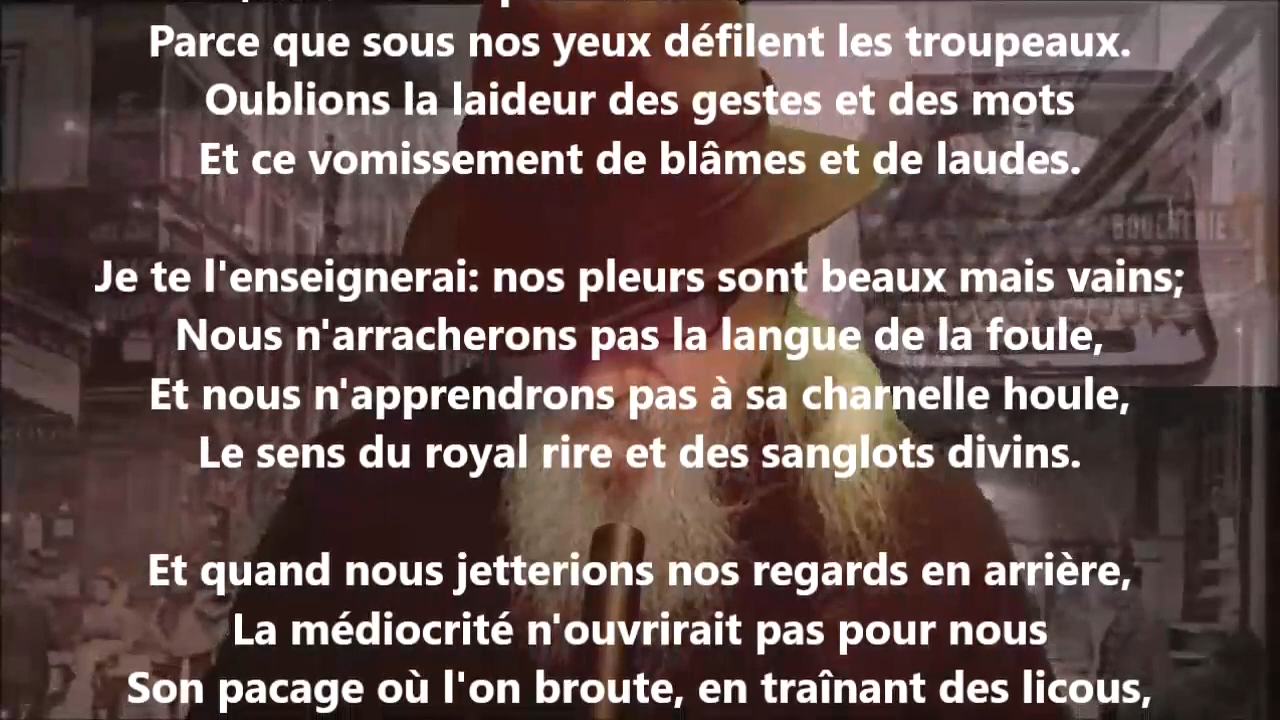 Parce que sous nos yeux défilent les troupeaux.
Oublions la laideur des gestes et des mots
Et ce vomissement de blâmes et de laudes.
BOUCHERIE
Je te l'enseignerai: nos pleurs sont beaux mais vains;
Nous n'arracherons pas la langue de la foule,
Et nous n'apprendrons pas à sa charnelle houle,
Le sens du royal rire et des sanglots divins.
Et quand nous jetterions nos regards en arrière,
La médiocrité n'ouvrirait pas pour nous
Son pacage où l'on broute, en traînant des licous,